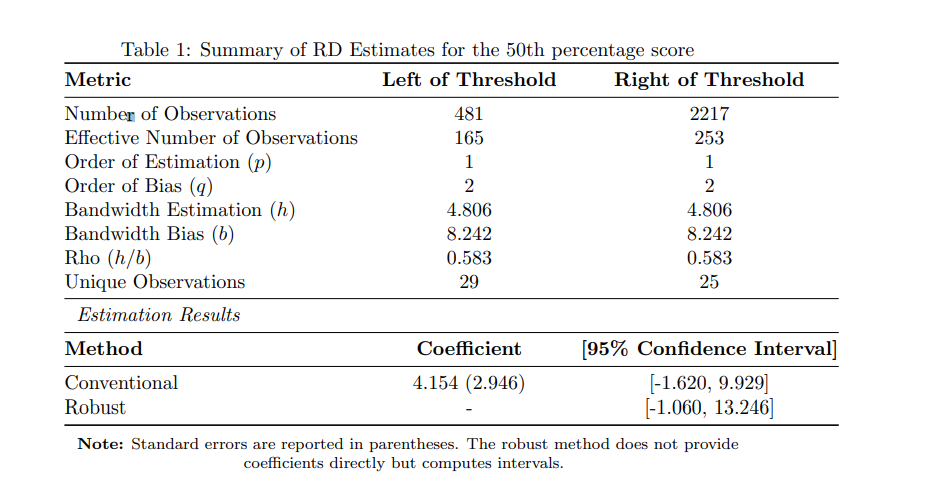 Table 1: Summary of RD Estimates for the 50th percentage score
Metric Left of Threshold Right of Threshold
Number of Observations 481 2217
Effective Number of Observations 165 253
Order of Estimation (p) 1 1
Order of Bias (q) 2 2
Bandwidth Estimation (h) 4.806 4.806
Bandwidth Bias (b) 8.242 8.242
Rho (h/b) 0.583 0.583
Unique Observations 29 25
Estimation Results
Method Coefficient [95% Confidence Interval]
Conventional 4.154 (2.946) [-1.620, 9.929]
Robust - [-1.060, 13.246]
Note: Standard errors are reported in parentheses. The robust method does not provide
coefficients directly but computes intervals.